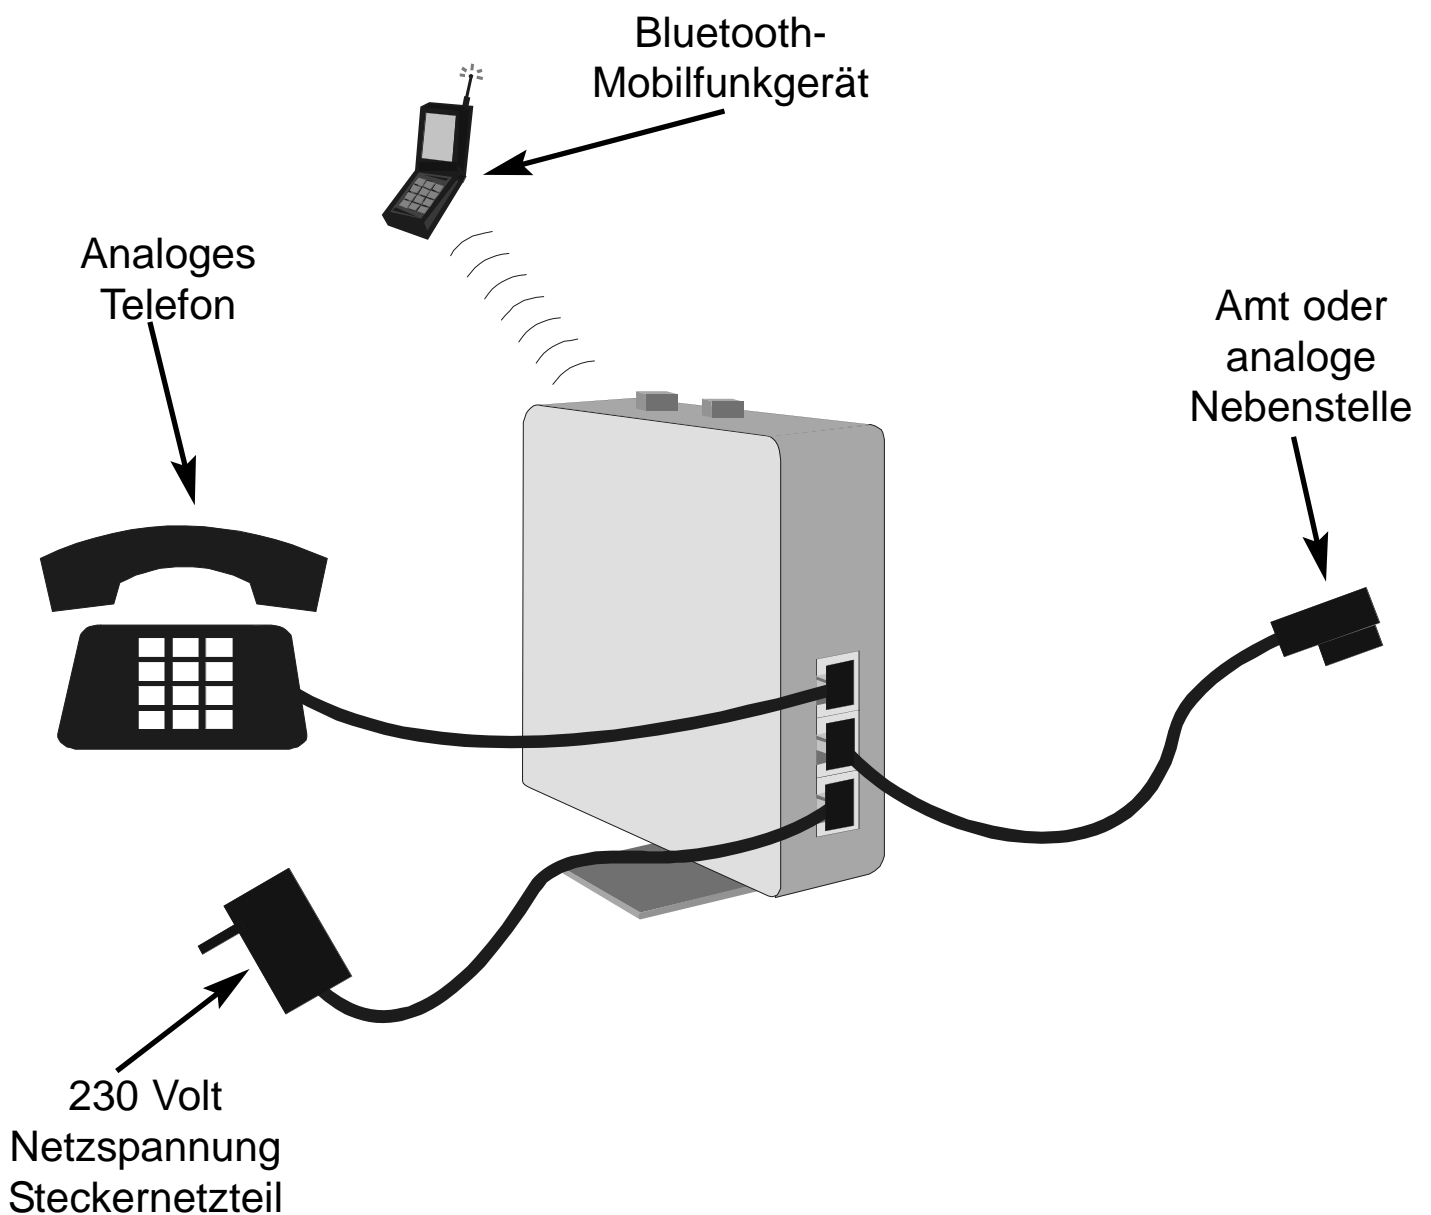 Bluetooth-
Mobilfunkgerät
Analoges
Telefon
Amt oder
analoge
Nebenstelle
230 Volt
Netzspannung
Steckernetzteil